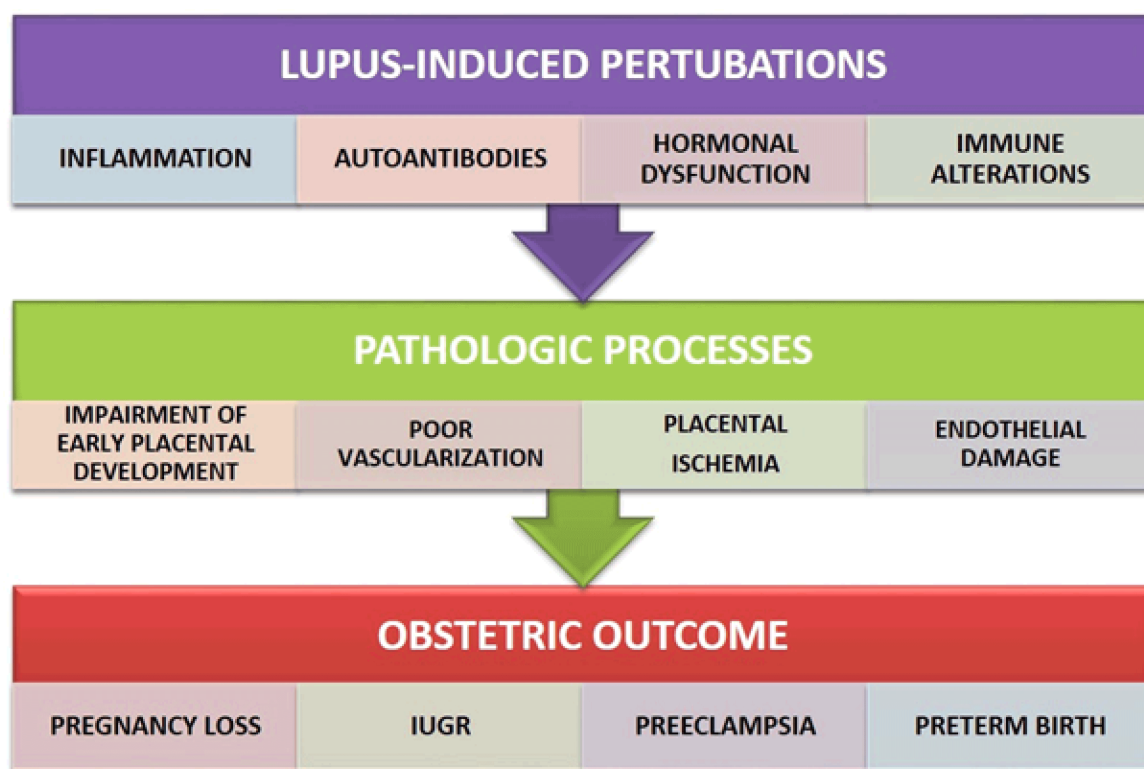 LUPUS-INDUCED PERTUBATIONS
INFLAMMATION
AUTOANTIBODIES
HORMONAL
DYSFUNCTION
IMMUNE
ALTERATIONS
PATHOLOGIC PROCESSES
IMPAIRMENT OF
EARLY PLACENTAL
DEVELOPMENT
POOR
VASCULARIZATION
PLACENTAL
ISCHEMIA
ENDOTHELIAL
DAMAGE
OBSTETRIC OUTCOME
PREGNANCY LOSS
IUGR
PREECLAMPSIA
PRETERM BIRTH